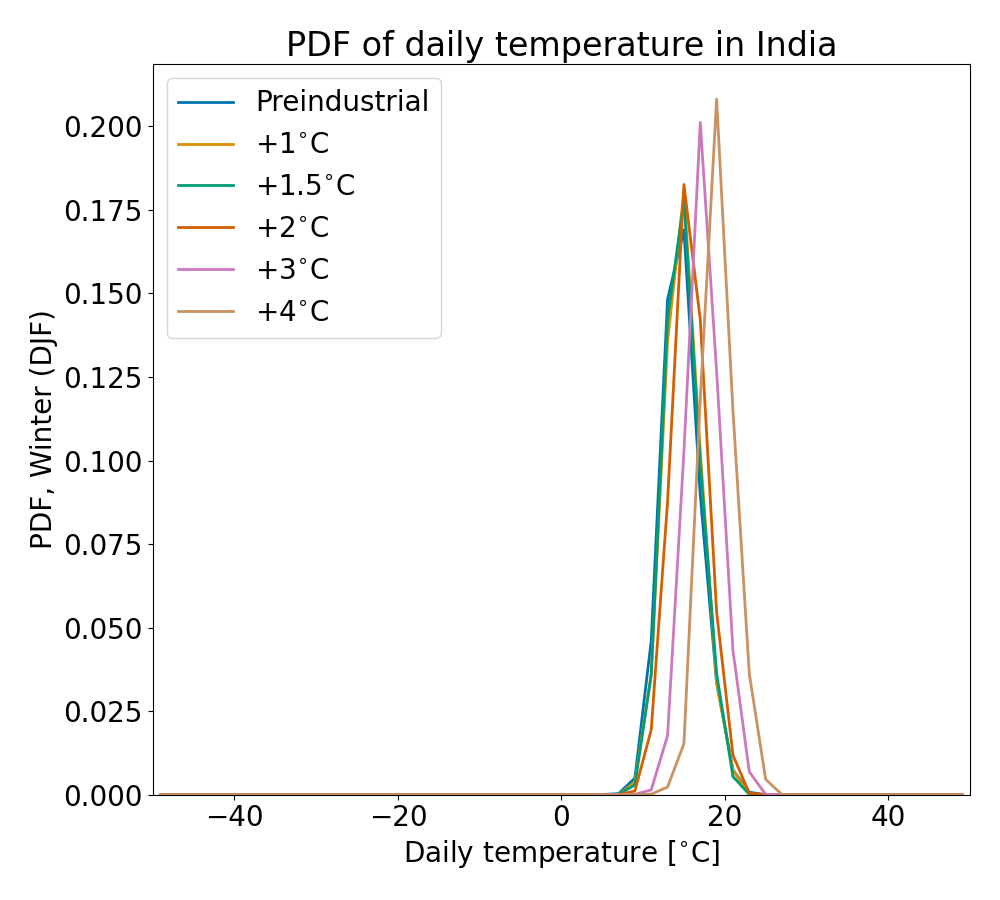 PDF of daily temperature in India
Preindustrial
+1°C
+1.5°C
+2°C
+3°C
+4°C
PDF, Winter (DJF)
0.200
0.175
0.150
0.125
0.100
0.075
0.050
0.025
0.000
−40
−20
0
20
40
Daily temperature [°C]